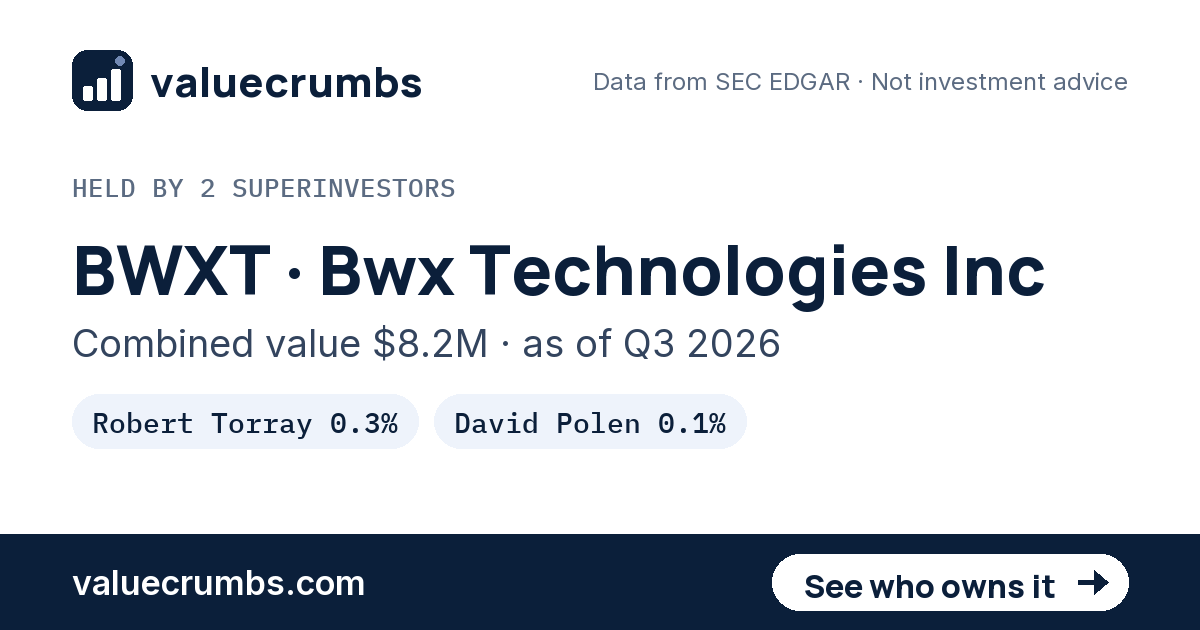 valuecrumbs
Data from SEC EDGAR · Not investment advice
HELD BY 2 SUPERINVESTORS
BWXT · Bwx Technologies Inc
Combined value $8.2M · as of Q3 2026
Robert Torray 0.3%
David Polen 0.1%
valuecrumbs.com
See who owns it →